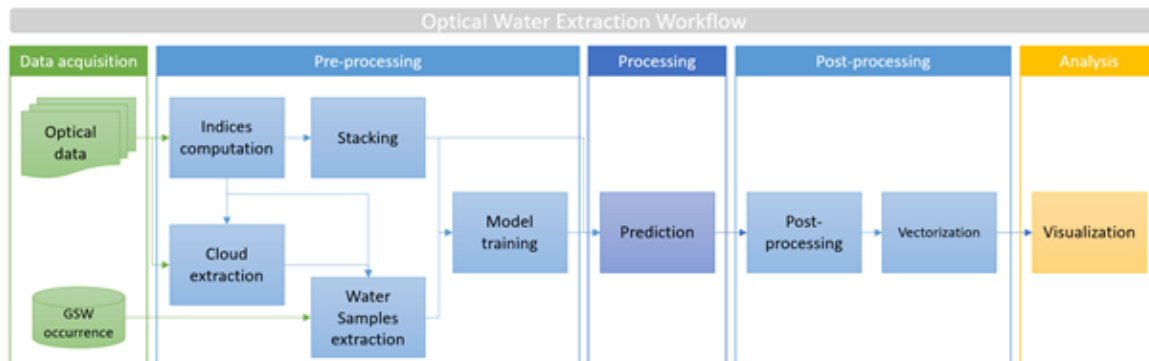 Optical Water Extraction Workflow
Data acquisition
Pre-processing
Processing
Post-processing
Analysis
Optical
data
Indices
computation
Stacking
Cloud
extraction
GSW
occurrence
Water
Samples
extraction
Model
training
Prediction
Post-
processing
Vectorization
Visualization